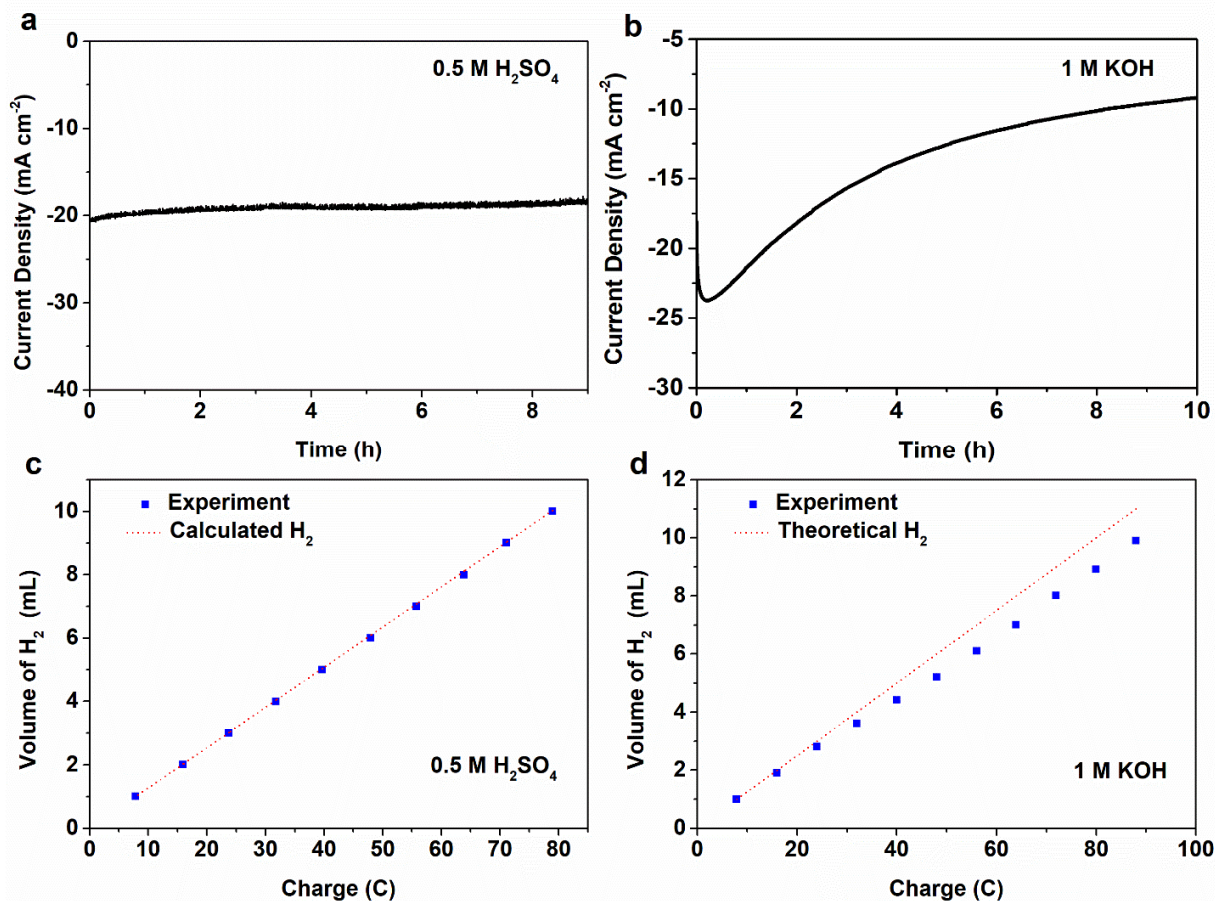 a
0
-10
-20
-30
-40
0.5 M H₂SO₄
Current Density (mA cm⁻²)
0 2 4 6 8
Time (h)
b
-5
-10
-15
-20
-25
-30
1 M KOH
Current Density (mA cm⁻²)
0 2 4 6 8 10
Time (h)
c
10
8
6
4
2
0
Experiment
Calculated H₂
Volume of H₂ (mL)
0.5 M H₂SO₄
0 10 20 30 40 50 60 70 80
Charge (C)
d
12
10
8
6
4
2
0
Experiment
Theoretical H₂
Volume of H₂ (mL)
1 M KOH
0 20 40 60 80 100
Charge (C)